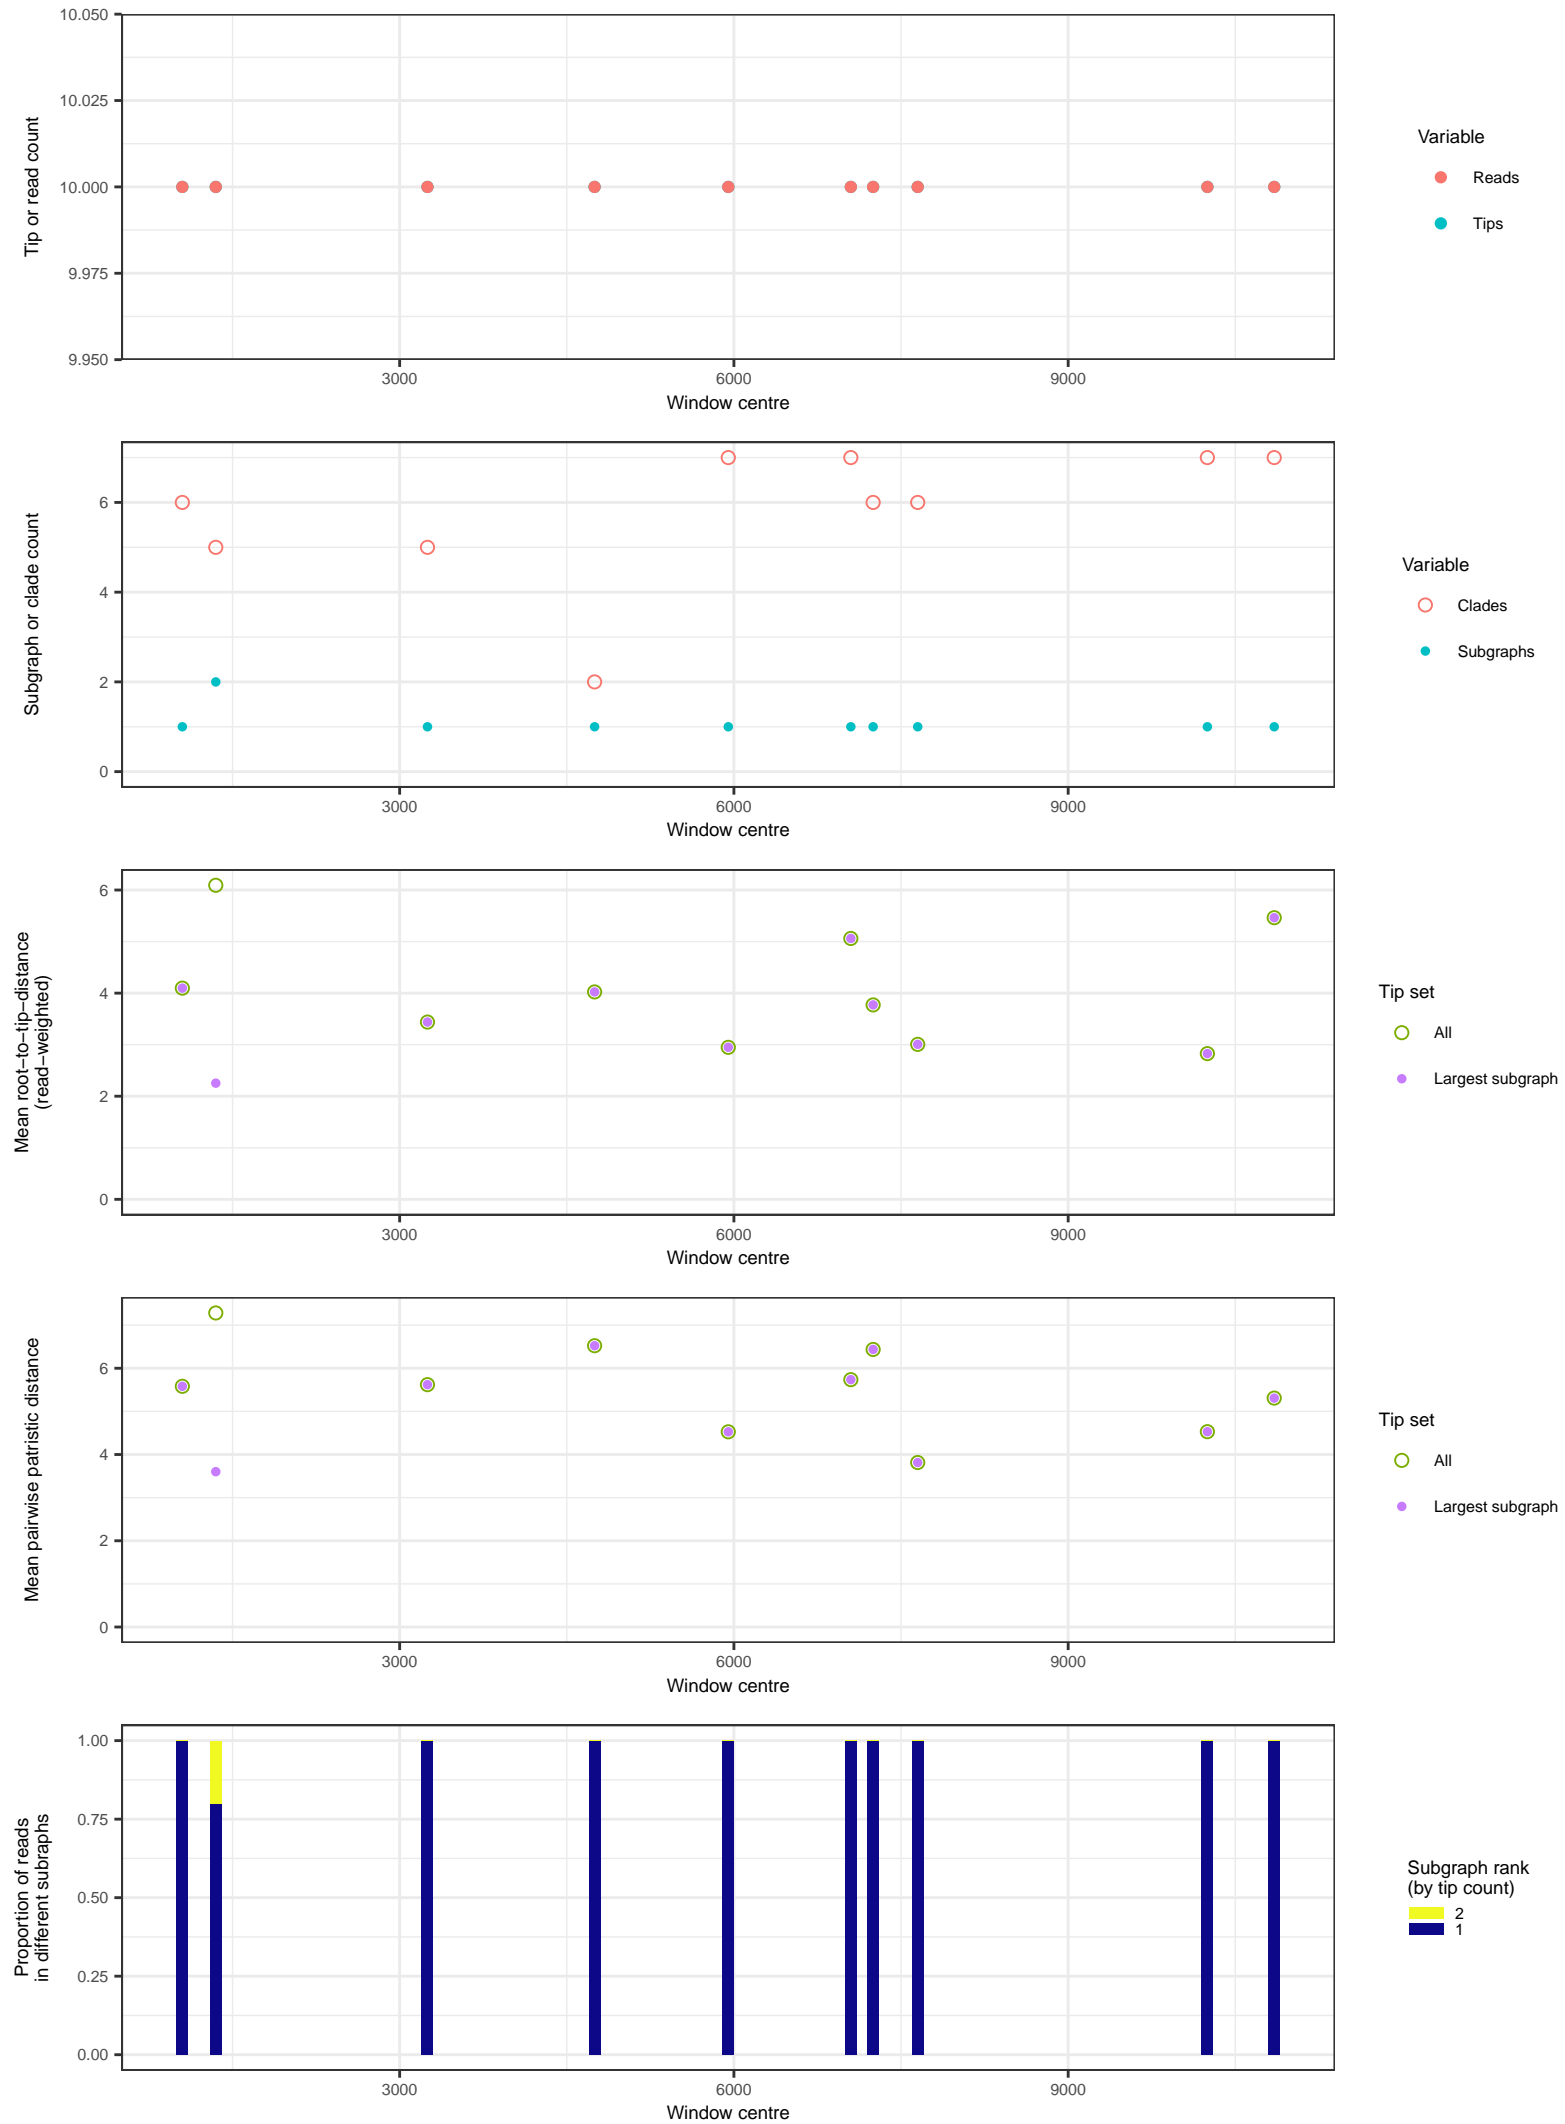 10.050
10.025
10.000
9.975
9.950
Tip or read count
3000 6000 9000
Window centre
Variable
Reads
Tips
6
4
2
0
Subgraph or clade count
3000 6000 9000
Window centre
Variable
Clades
Subgraphs
6
4
2
0
Mean root−to−tip−distance
(read−weighted)
3000 6000 9000
Window centre
Tip set
All
Largest subgraph
6
4
2
0
Mean pairwise patristic distance
3000 6000 9000
Window centre
Tip set
All
Largest subgraph
1.00
0.75
0.50
0.25
0.00
Proportion of reads
in different subraphs
3000 6000 9000
Window centre
Subgraph rank
(by tip count)
2
1